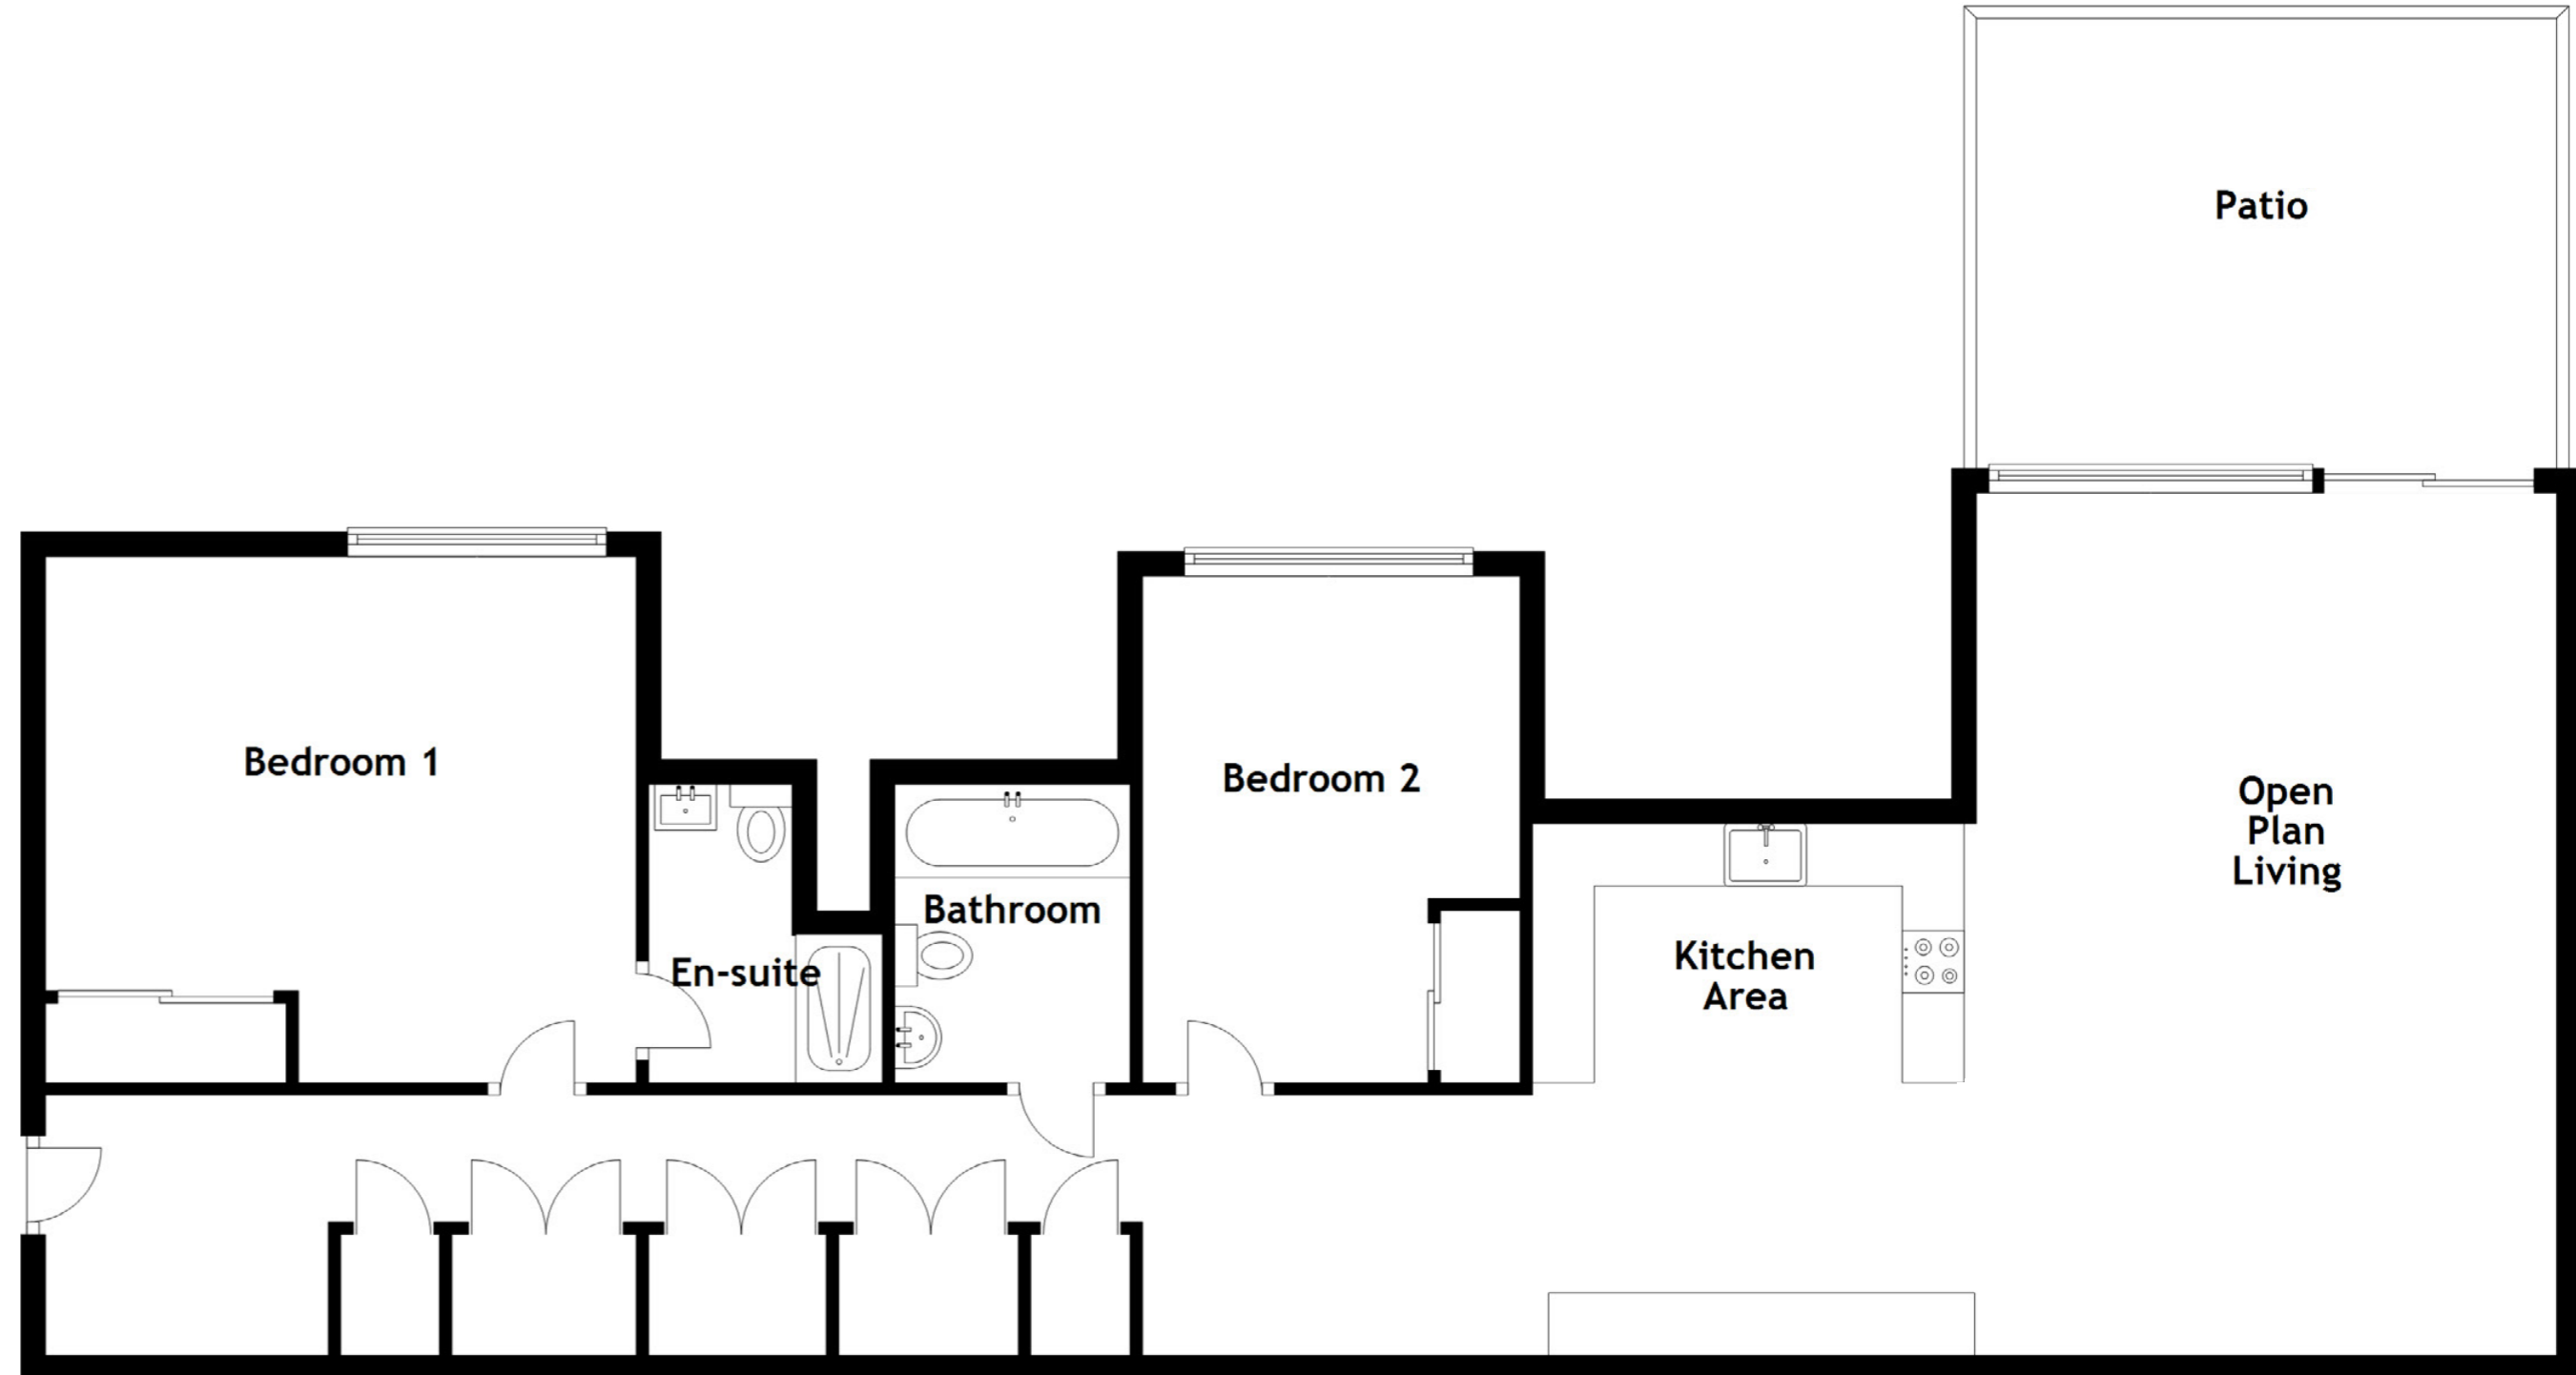 Patio
Bedroom 1
Bedroom 2
Open
Plan
Living
Bathroom
En-suite
Kitchen
Area